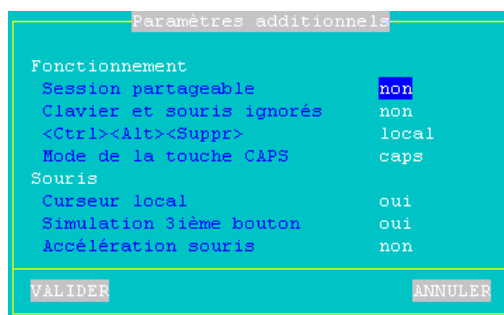 Paramètres additionnels
Fonctionnement
Session partageable non
Clavier et souris ignorés non
<Ctrl><Alt><Suppr> local
Mode de la touche CAPS caps
Souris
Curseur local oui
Simulation 3ième bouton oui
Accélération souris non
VALIDER ANNULER